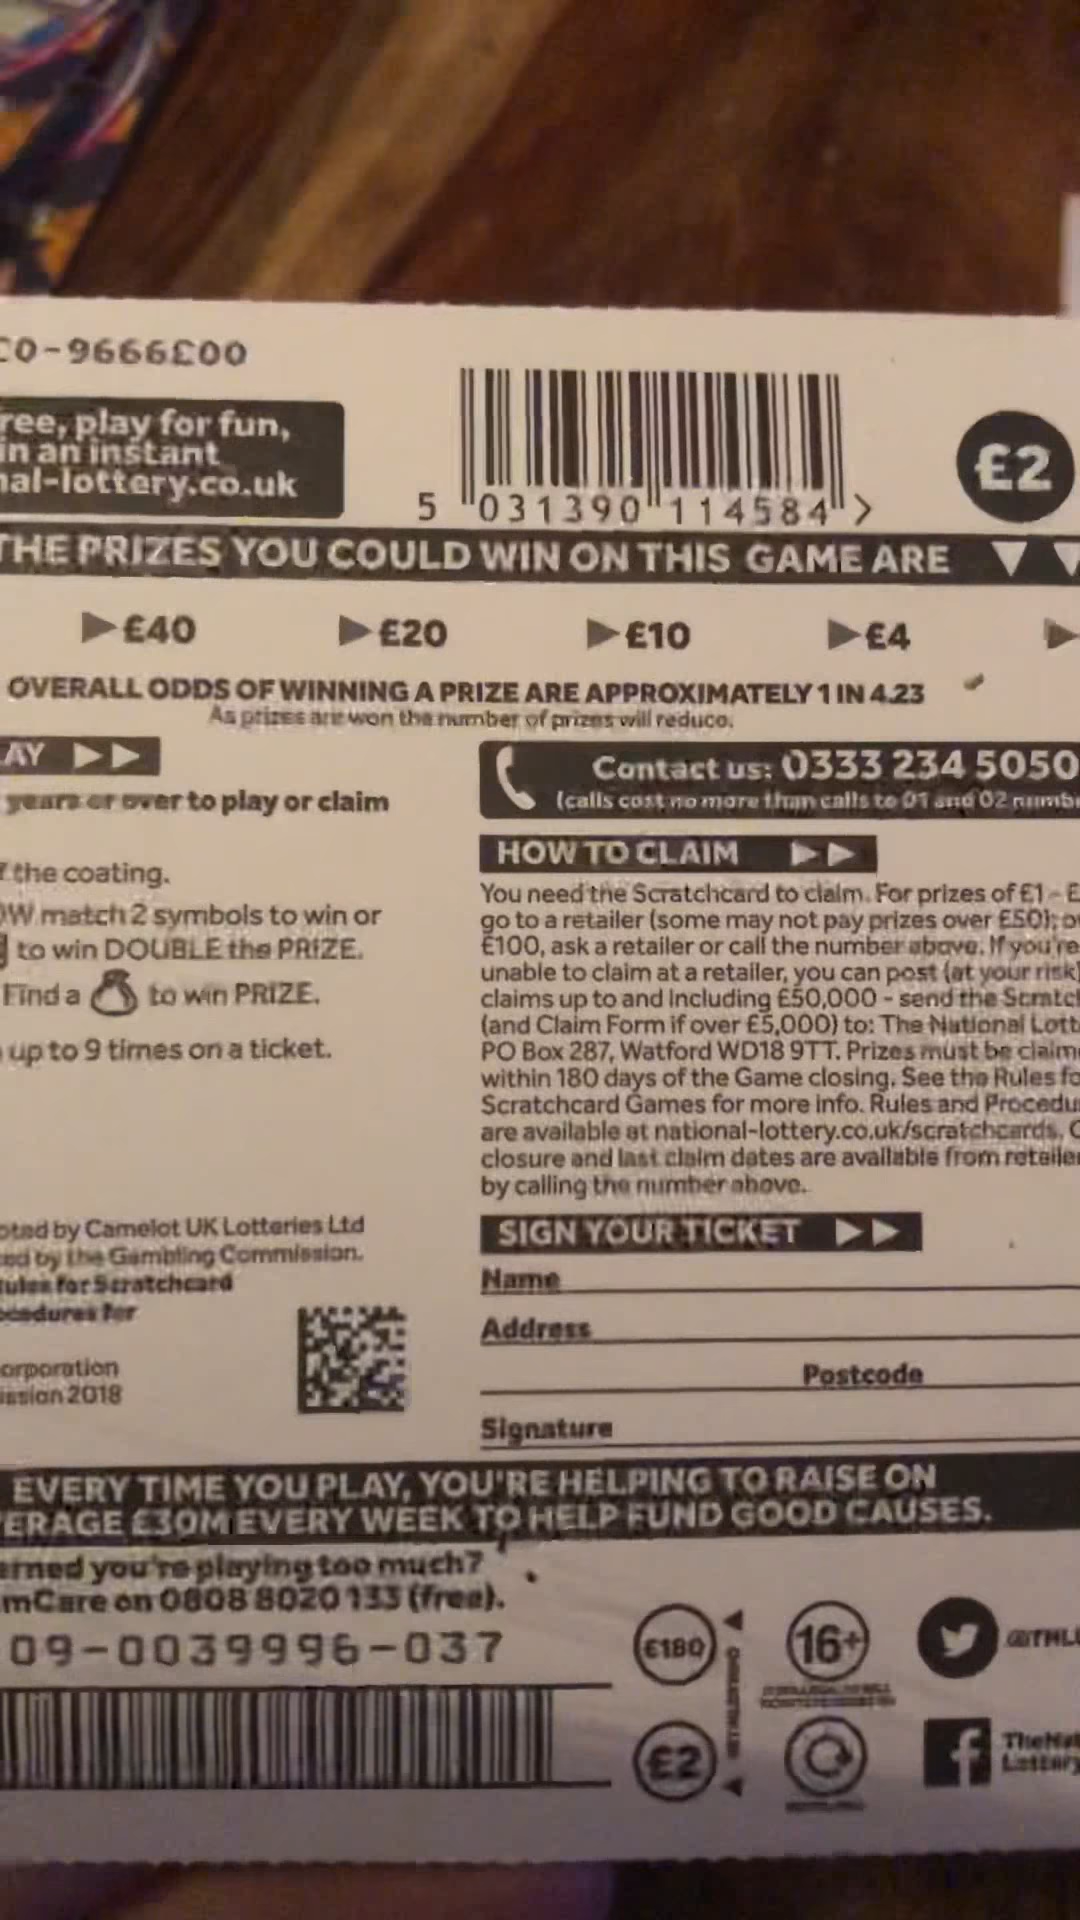 0-9666£00
ree, play for fun,
in an instant
nal-lottery.co.uk
5 031390 114584 >
£2
THE PRIZES YOU COULD WIN ON THIS GAME ARE
£40 £20 £10 £4
OVERALL ODDS OF WINNING A PRIZE ARE APPROXIMATELY 1 IN 4.23
As prizes are won the number of prizes will reduce.
AY
years or over to play or claim
f the coating.
OW match 2 symbols to win or
to win DOUBLE the PRIZE.
Find a to win PRIZE.
up to 9 times on a ticket.
Contact us: 0333 234 5050
(calls cost no more than calls to 01 and 02 numbe
HOW TO CLAIM
You need the Scratchcard to claim. For prizes of £1 - £
go to a retailer (some may not pay prizes over £50); ov
£100, ask a retailer or call the number above. If you're
unable to claim at a retailer, you can post (at your risk)
claims up to and including £50,000 - send the Scratch
(and Claim Form if over £5,000) to: The National Lott
PO Box 287, Watford WD18 9TT. Prizes must be claime
within 180 days of the Game closing. See the Rules fo
Scratchcard Games for more info. Rules and Procedu
are available at national-lottery.co.uk/scratchcards. G
closure and last claim dates are available from retailer
by calling the number above.
oted by Camelot UK Lotteries Ltd
ed by the Gambling Commission.
Rules for Scratchcard
ocedures for
orporation
ission 2018
SIGN YOUR TICKET
Name
Address
Postcode
Signature
EVERY TIME YOU PLAY, YOU'RE HELPING TO RAISE ON
ERAGE £30M EVERY WEEK TO HELP FUND GOOD CAUSES.
erned you're playing too much?
mCare on 0808 8020 133 (free).
09-0039996-037
€180
16+
£2
@TNL
TheNat
Lottery